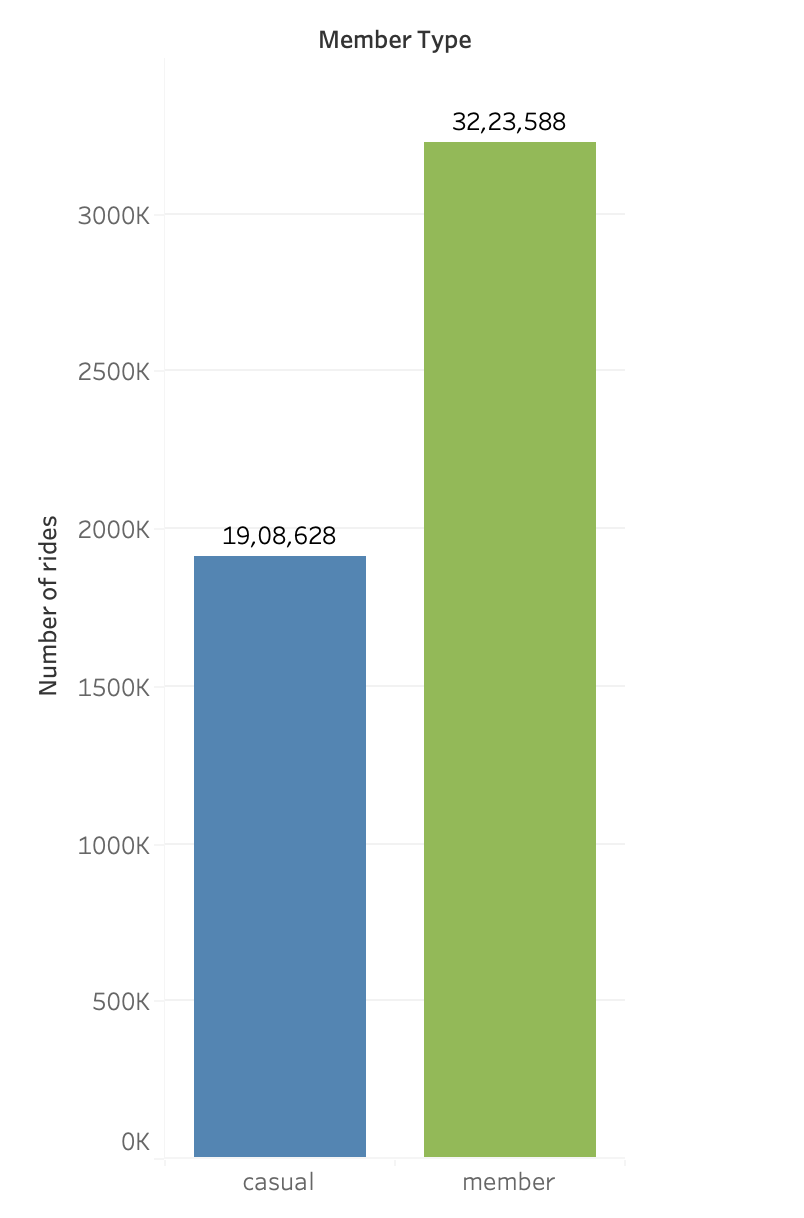 Member Type
32,23,588
3000K
2500K
19,08,628
2000K
Number of rides
1500K
1000K
500K
0K
casual
member